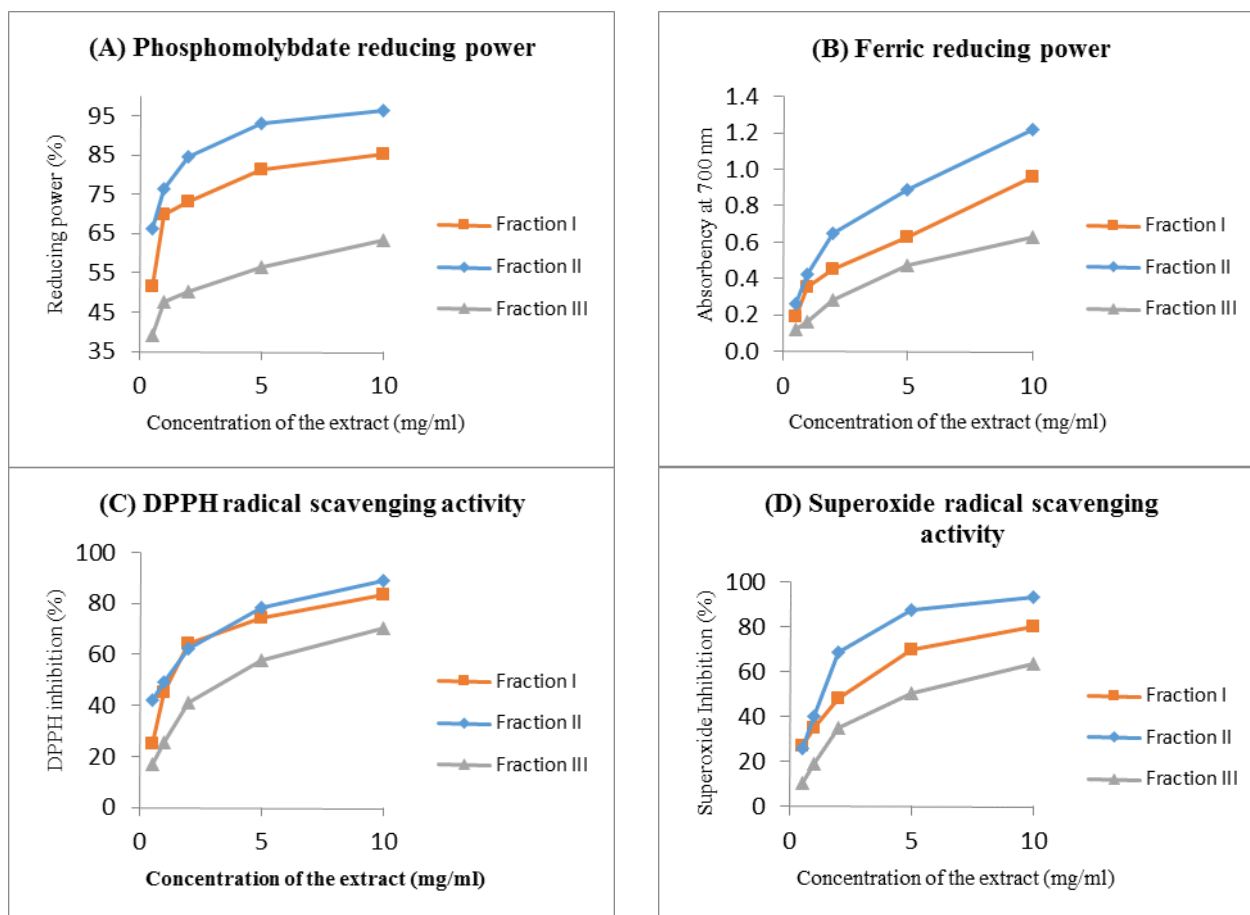 (A) Phosphomolybdate reducing power
Reducing power (%)
95
85
75
65
55
45
35
0 5 10
Concentration of the extract (mg/ml)
Fraction I
Fraction II
Fraction III
(B) Ferric reducing power
Absorbency at 700 nm
1.4
1.2
1.0
0.8
0.6
0.4
0.2
0.0
0 5 10
Concentration of the extract (mg/ml)
Fraction I
Fraction II
Fraction III
(C) DPPH radical scavenging activity
DPPH inhibition (%)
100
80
60
40
20
0
0 5 10
Concentration of the extract (mg/ml)
Fraction I
Fraction II
Fraction III
(D) Superoxide radical scavenging
activity
Superoxide Inhibition (%)
100
80
60
40
20
0
0 5 10
Concentration of the extract (mg/ml)
Fraction I
Fraction II
Fraction III